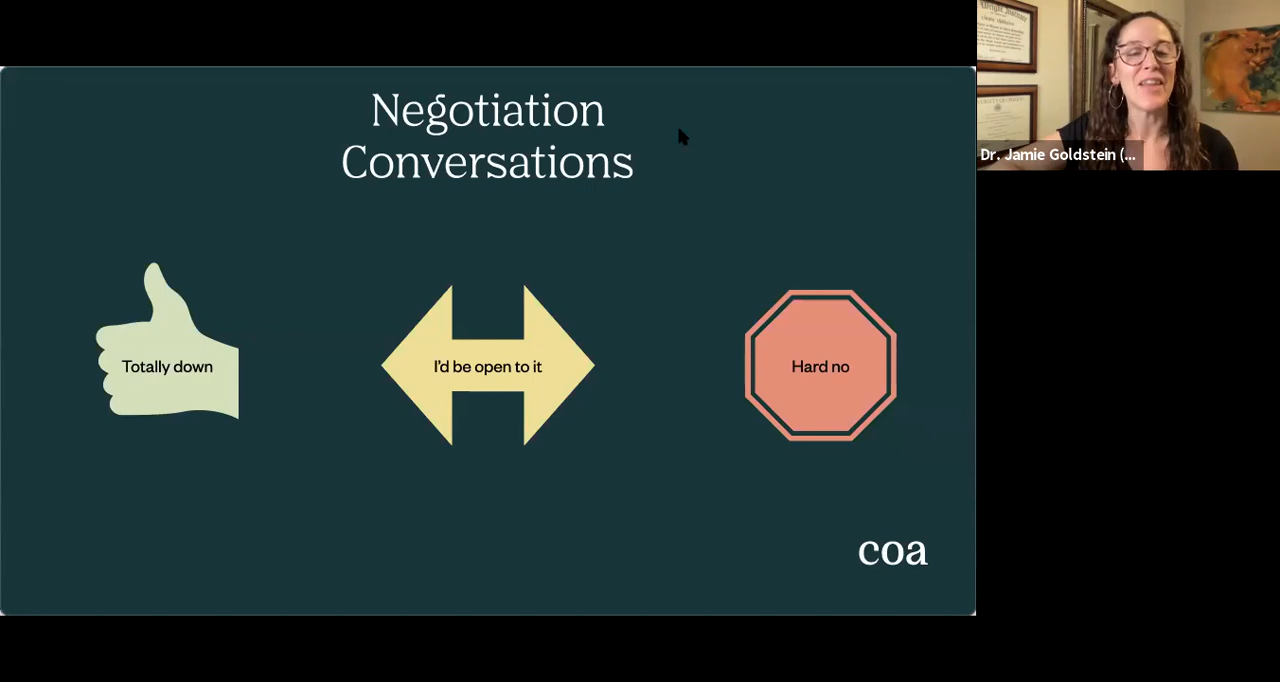 Negotiation
Conversations
Totally down
I'd be open to it
Hard no
coa
Dr. Jamie Goldstein (...